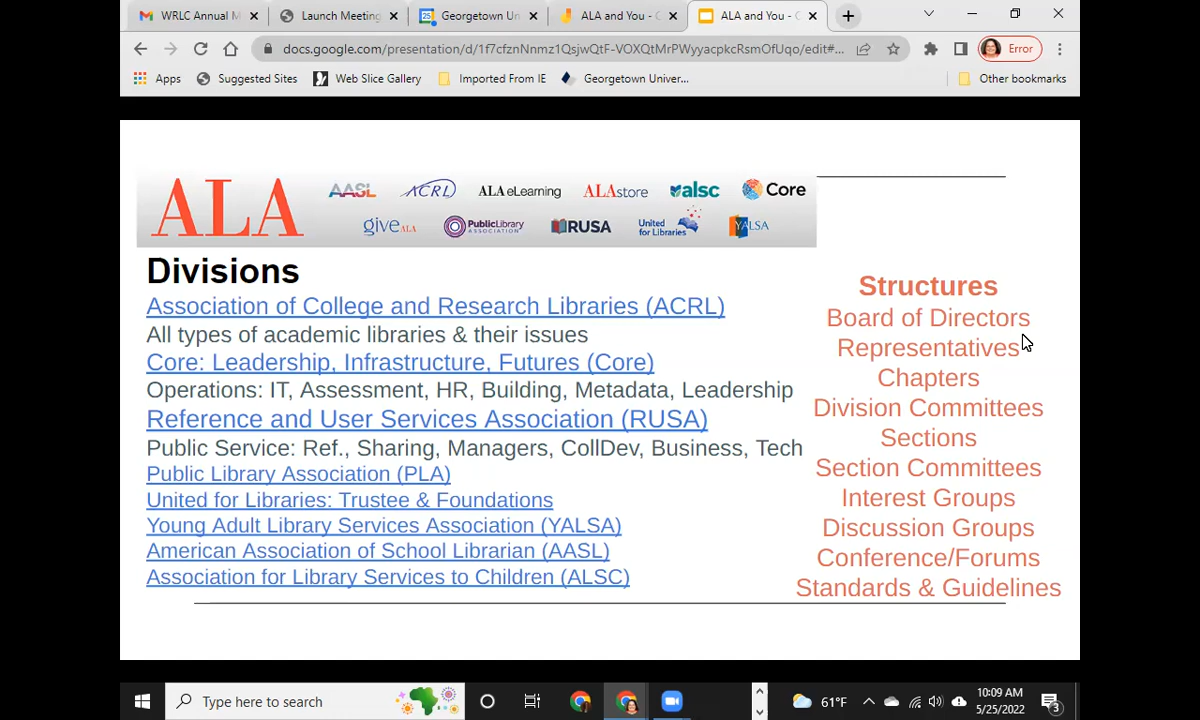 WRLC Annual M
Launch Meeting
Georgetown Un
ALA and You - G
ALA and You - G
docs.google.com/presentation/d/1f7cfznNnmz1QsjwQtF-VOXQtMrPWyyacpkcRsmOfUqo/edit#...
Error
Apps
Suggested Sites
Web Slice Gallery
Imported From IE
Georgetown Univer...
Other bookmarks
ALA
AASL
ACRL
ALA eLearning
ALAstore
alsc
Core
give ALA
PublicLibrary
ASSOCIATION
RUSA
United
for Libraries
YALSA
Divisions
Association of College and Research Libraries (ACRL)
All types of academic libraries & their issues
Core: Leadership, Infrastructure, Futures (Core)
Operations: IT, Assessment, HR, Building, Metadata, Leadership
Reference and User Services Association (RUSA)
Public Service: Ref., Sharing, Managers, CollDev, Business, Tech
Public Library Association (PLA)
United for Libraries: Trustee & Foundations
Young Adult Library Services Association (YALSA)
American Association of School Librarian (AASL)
Association for Library Services to Children (ALSC)
Structures
Board of Directors
Representatives
Chapters
Division Committees
Sections
Section Committees
Interest Groups
Discussion Groups
Conference/Forums
Standards & Guidelines
Type here to search
61°F
10:09 AM
5/25/2022
3